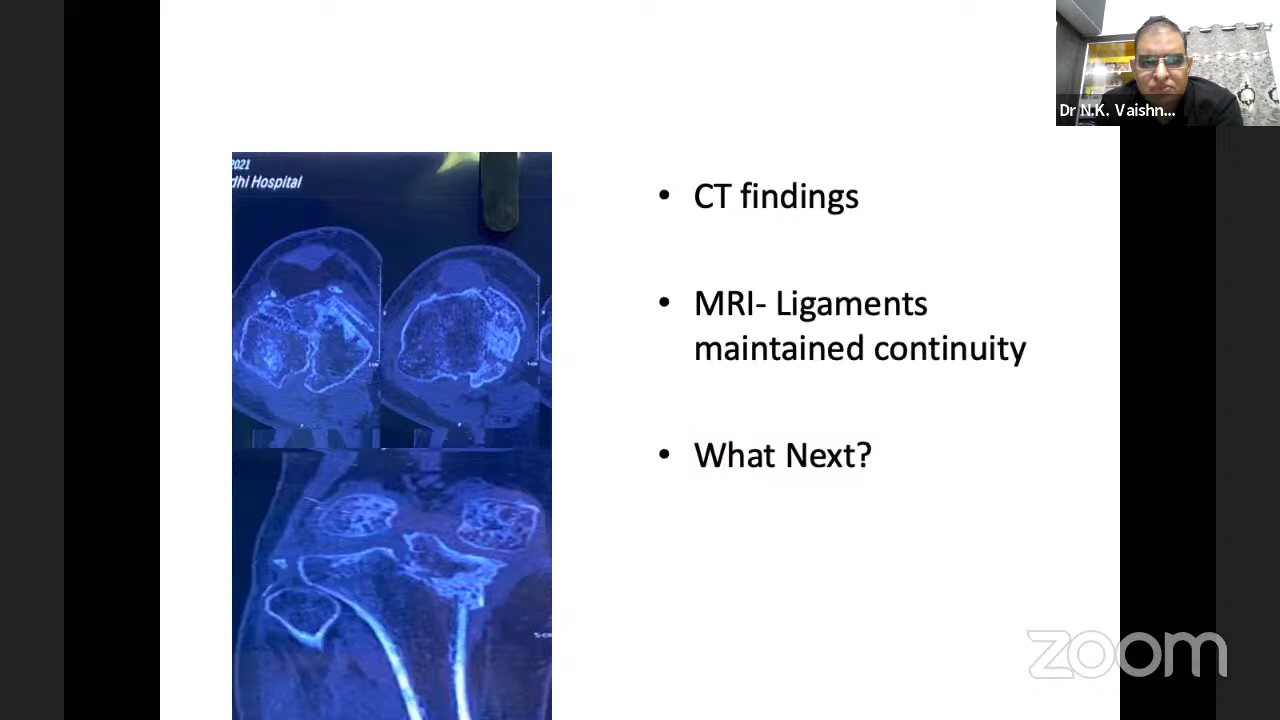 Dr N.K. Vaishn...
2021
dhi Hospital
• CT findings
• MRI- Ligaments
maintained continuity
• What Next?
zoom